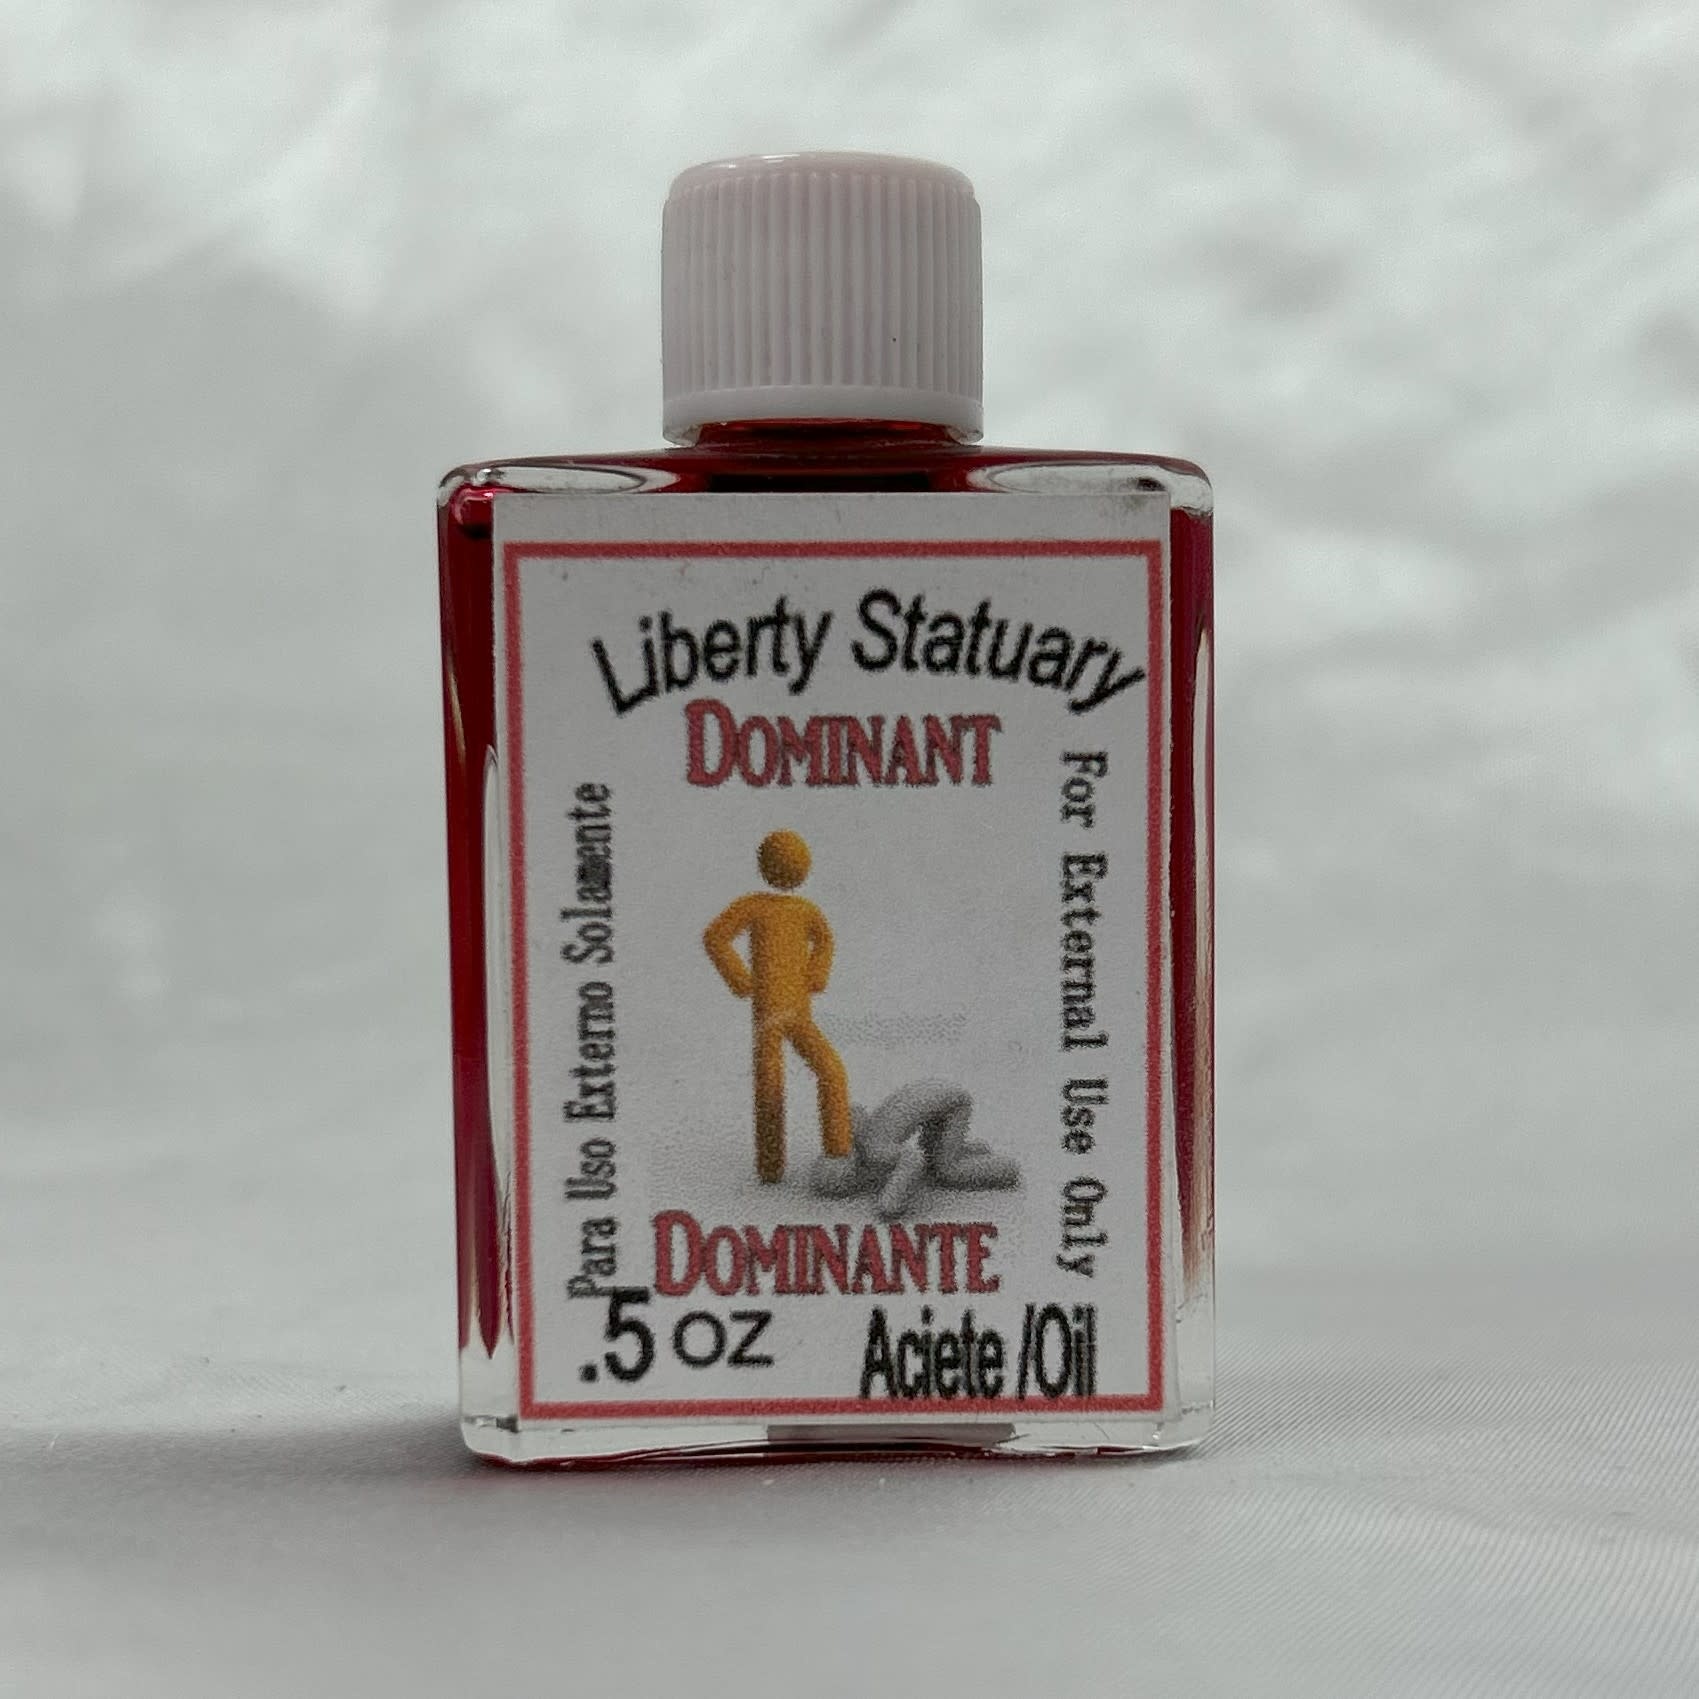 Liberty Statuary
DOMINANT
Para Uso Externo Solamente
For External Use Only
DOMINANTE
.5 OZ
Aciete /Oil